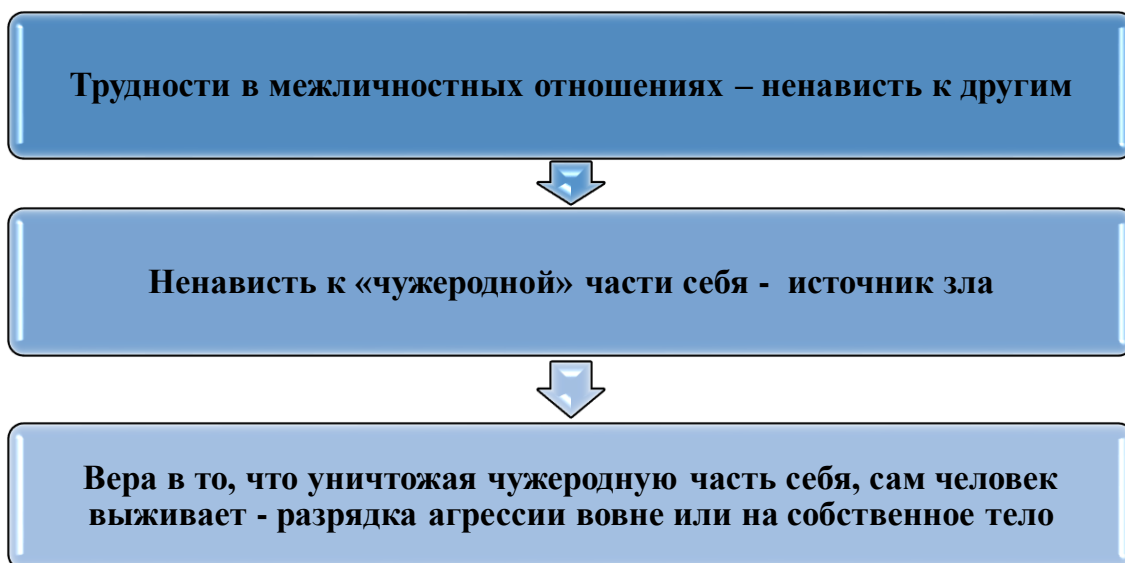 Трудности в межличностных отношениях – ненависть к другим
Ненависть к «чужеродной» части себя - источник зла
Вера в то, что уничтожая чужеродную часть себя, сам человек
выживает - разрядка агрессии вовне или на собственное тело